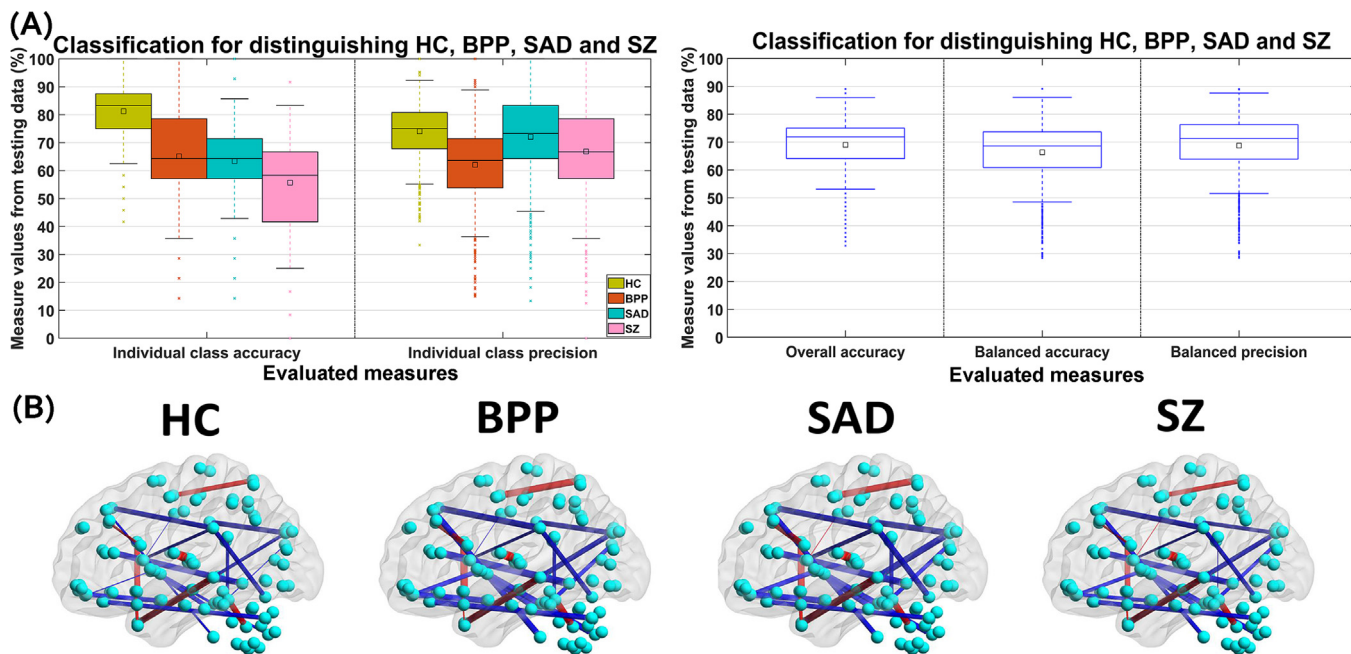 (A)
Classification for distinguishing HC, BPP, SAD and SZ
Measure values from testing data (%)
100
90
80
70
60
50
40
30
20
10
0
HC
BPP
SAD
SZ
Individual class accuracy
Individual class precision
Evaluated measures
Classification for distinguishing HC, BPP, SAD and SZ
Measure values from testing data (%)
100
90
80
70
60
50
40
30
20
10
0
Overall accuracy
Balanced accuracy
Balanced precision
Evaluated measures
(B)
HC
BPP
SAD
SZ